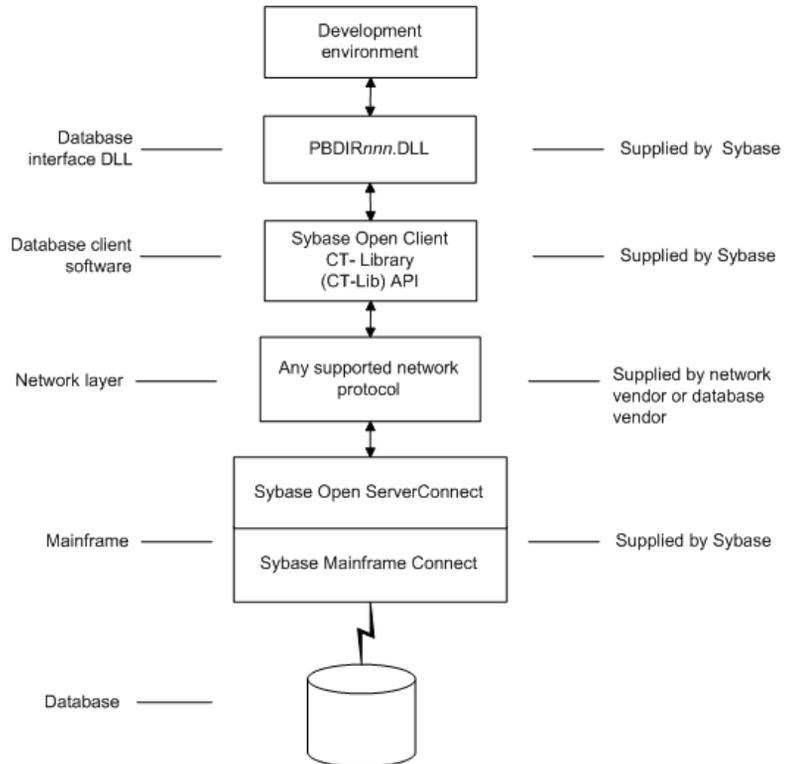 Development
environment
Database
interface DLL
PBDIRnnn.DLL
Supplied by Sybase
Database client
software
Sybase Open Client
CT- Library
(CT-Lib) API
Supplied by Sybase
Network layer
Any supported network
protocol
Supplied by network
vendor or database
vendor
Sybase Open ServerConnect
Mainframe
Supplied by Sybase
Sybase Mainframe Connect
Database